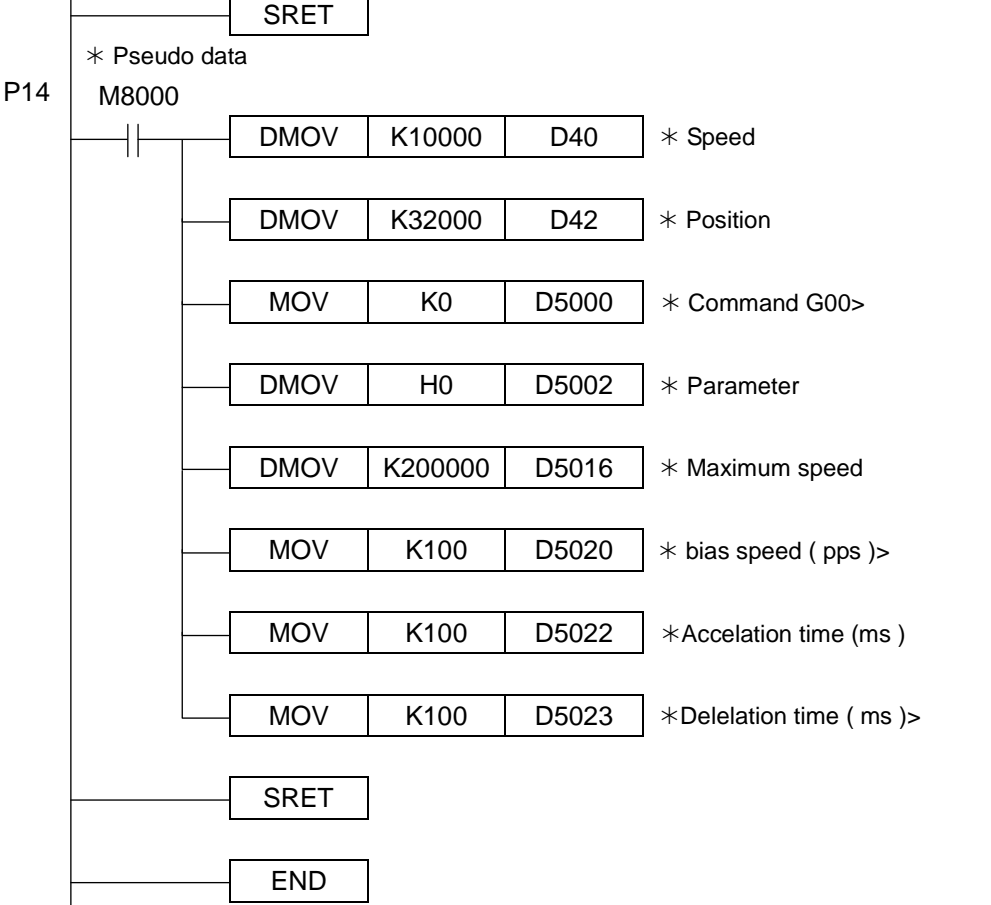 SRET
＊ Pseudo data
P14 M8000
DMOV K10000 D40 ＊ Speed
DMOV K32000 D42 ＊ Position
MOV K0 D5000 ＊ Command G00>
DMOV H0 D5002 ＊ Parameter
DMOV K200000 D5016 ＊ Maximum speed
MOV K100 D5020 ＊ bias speed ( pps )>
MOV K100 D5022 ＊Accelation time (ms )
MOV K100 D5023 ＊Delelation time ( ms )>
SRET
END